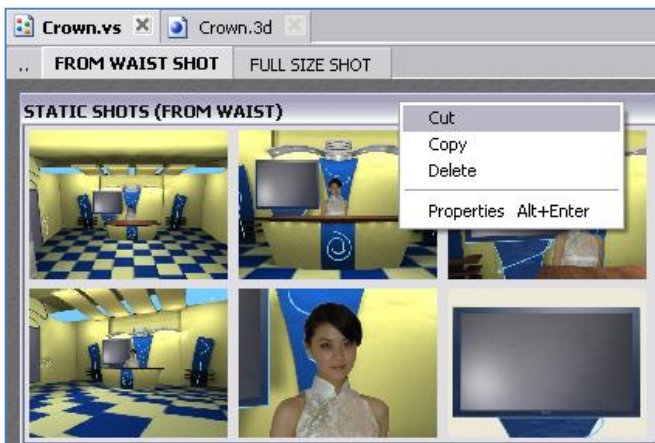 Crown.vs Crown.3d
.. FROM WAIST SHOT FULL SIZE SHOT
STATIC SHOTS (FROM WAIST)
Cut
Copy
Delete
Properties Alt+Enter